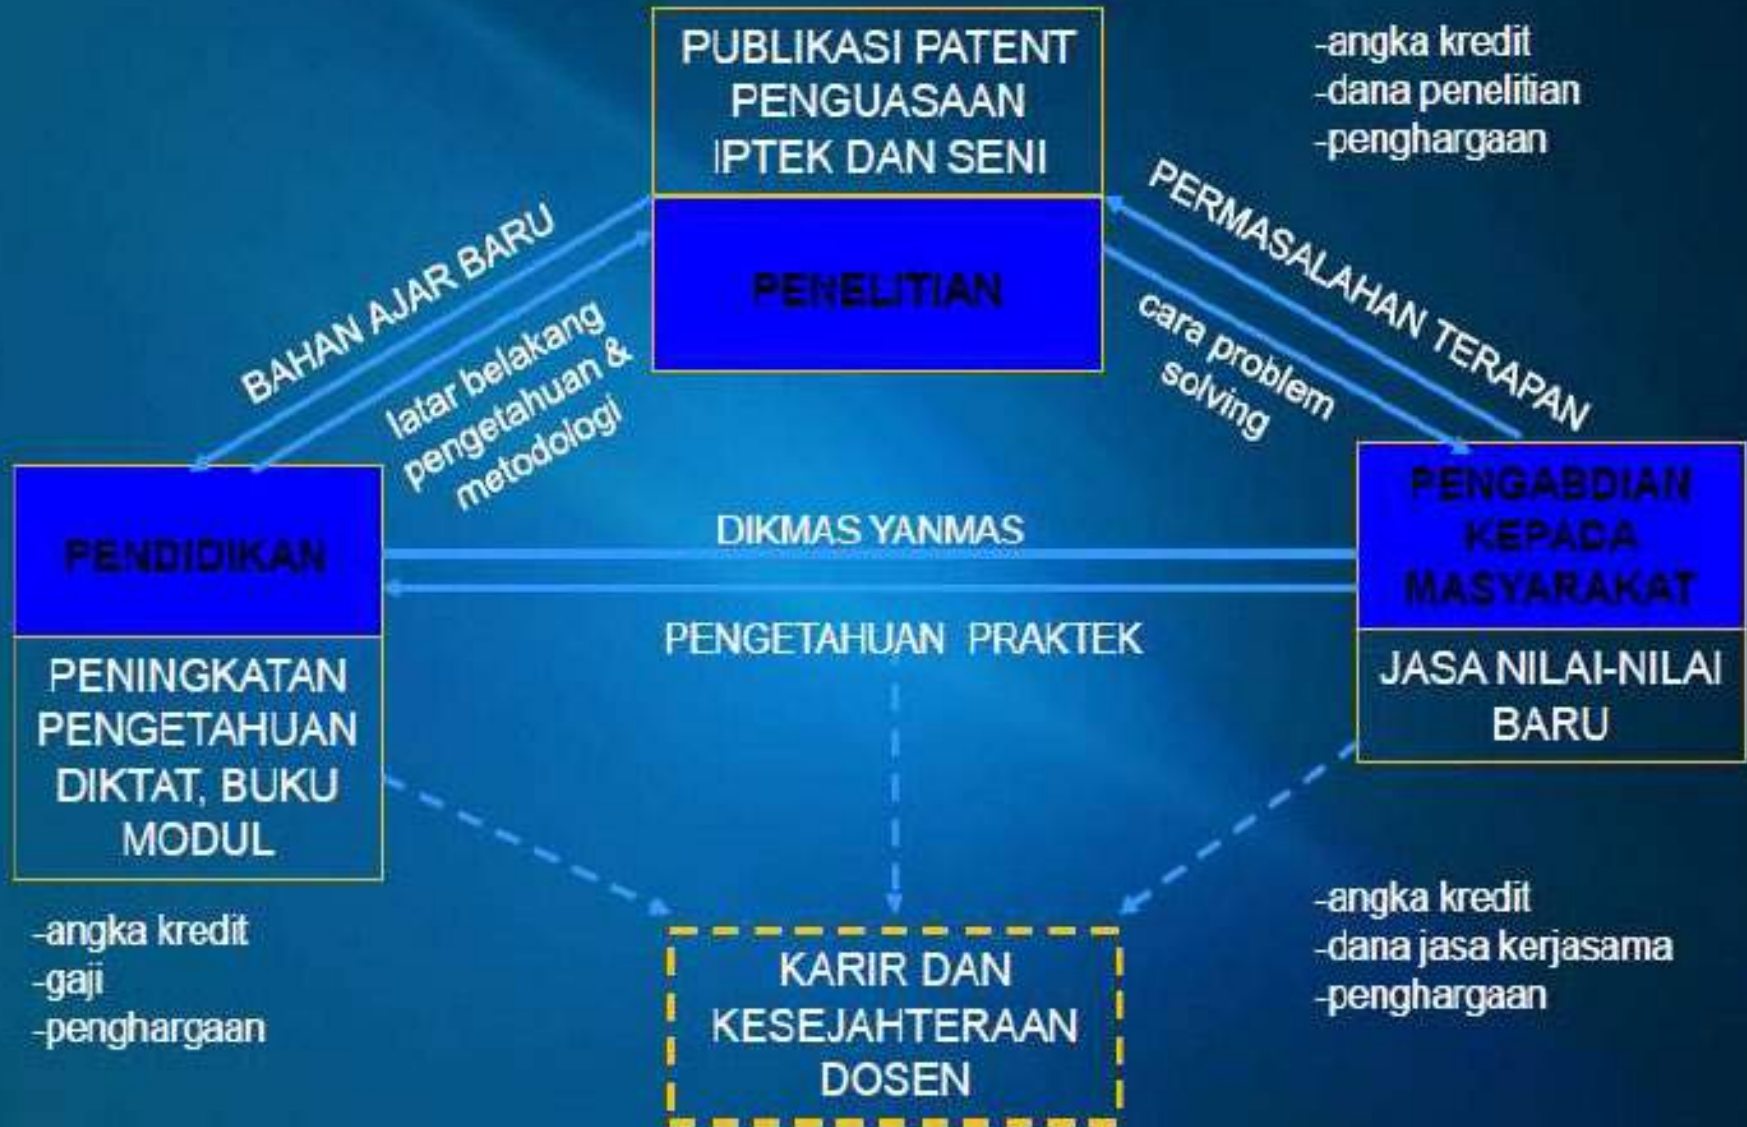 PUBLIKASI PATENT
PENGUASAAN
IPTEK DAN SENI
-angka kredit
-dana penelitian
-penghargaan
PENELITIAN
BAHAN AJAR BARU
latar belakang
pengetahuan &
metodologi
PERMASALAHAN TERAPAN
cara problem
solving
PENDIDIKAN
DIKMAS YANMAS
PENGETAHUAN PRAKTEK
PENGABDIAN
KEPADA
MASYARAKAT
PENINGKATAN
PENGETAHUAN
DIKTAT, BUKU
MODUL
JASA NILAI-NILAI
BARU
-angka kredit
-gaji
-penghargaan
KARIR DAN
KESEJAHTERAAN
DOSEN
-angka kredit
-dana jasa kerjasama
-penghargaan